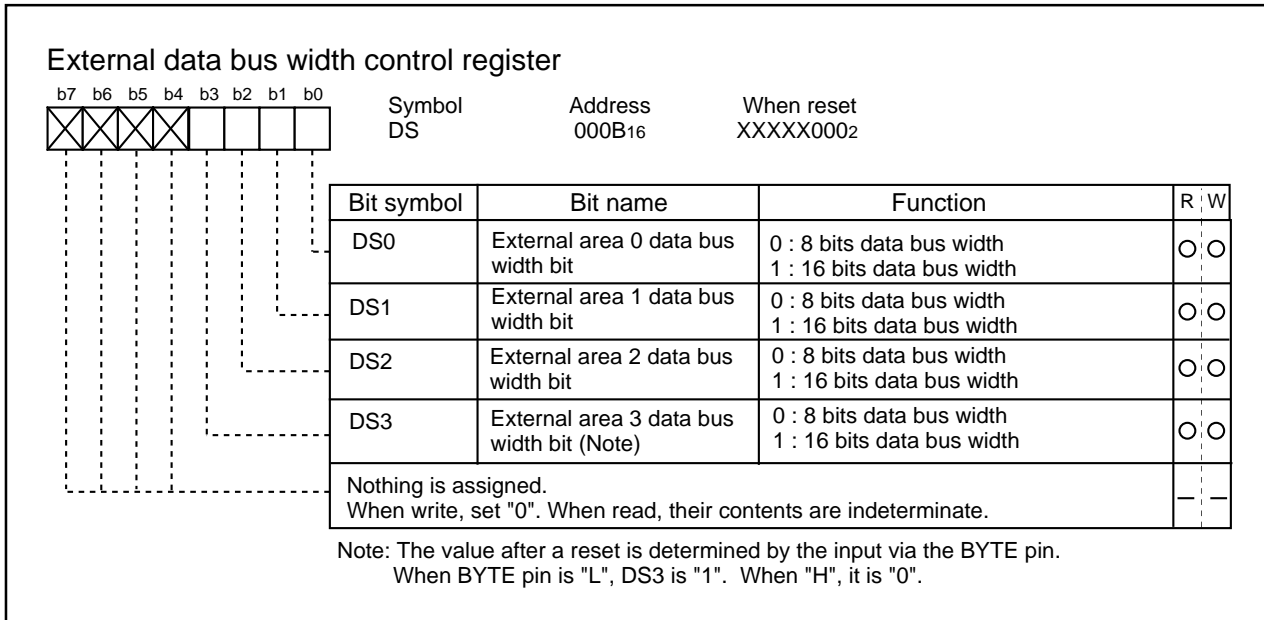 External data bus width control register
b7 b6 b5 b4 b3 b2 b1 b0
Symbol Address When reset
DS 000B16 XXXXX0002
Bit symbol Bit name Function R W
DS0 External area 0 data bus width bit 0 : 8 bits data bus width
1 : 16 bits data bus width
DS1 External area 1 data bus width bit 0 : 8 bits data bus width
1 : 16 bits data bus width
DS2 External area 2 data bus width bit 0 : 8 bits data bus width
1 : 16 bits data bus width
DS3 External area 3 data bus width bit (Note) 0 : 8 bits data bus width
1 : 16 bits data bus width
Nothing is assigned.
When write, set "0". When read, their contents are indeterminate.
Note: The value after a reset is determined by the input via the BYTE pin.
When BYTE pin is "L", DS3 is "1". When "H", it is "0".